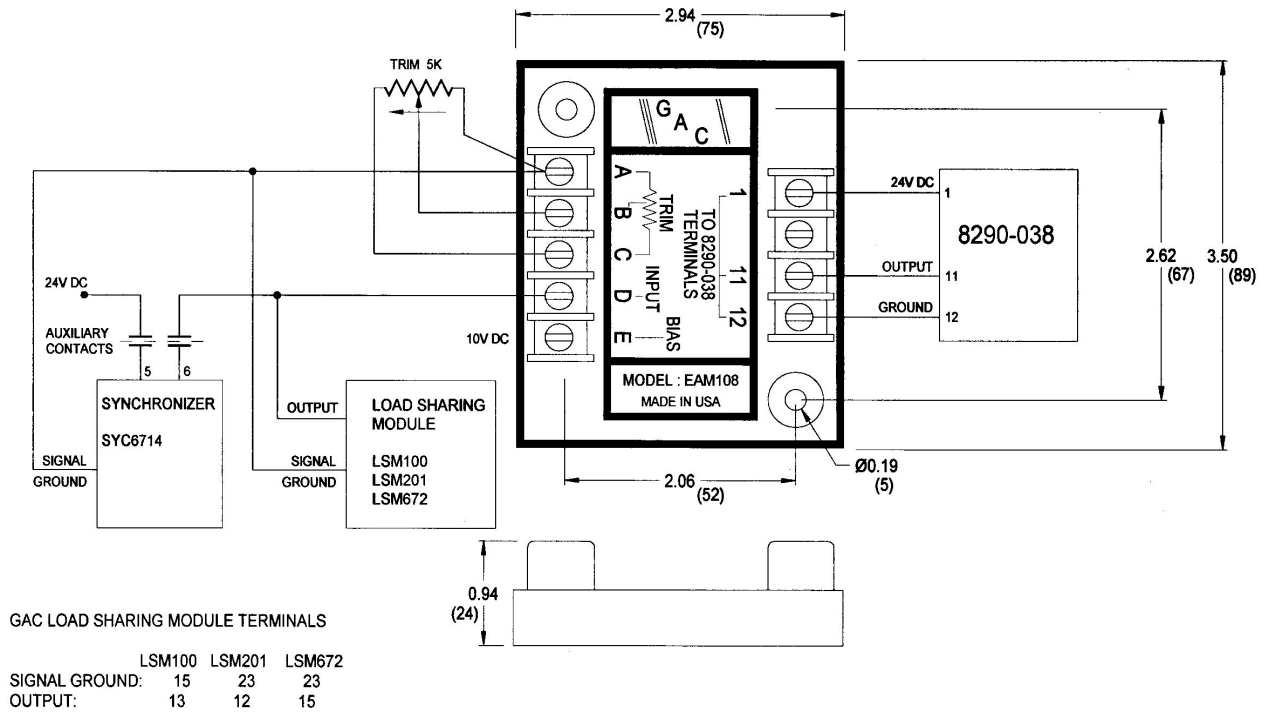 2.94
(75)
TRIM 5K
G A C
A
B
C
D
E
TRIM
INPUT
BIAS
1
11
12
TO 8290-038
TERMINALS
MODEL : EAM108
MADE IN USA
24V DC
1
8290-038
OUTPUT
11
GROUND
12
2.62
(67)
3.50
(89)
24V DC
AUXILIARY
CONTACTS
5
6
10V DC
SYNCHRONIZER
SYC6714
SIGNAL
GROUND
OUTPUT
LOAD SHARING
MODULE
SIGNAL
GROUND
LSM100
LSM201
LSM672
2.06
(52)
Ø0.19
(5)
0.94
(24)
GAC LOAD SHARING MODULE TERMINALS
LSM100 LSM201 LSM672
SIGNAL GROUND: 15 23 23
OUTPUT: 13 12 15